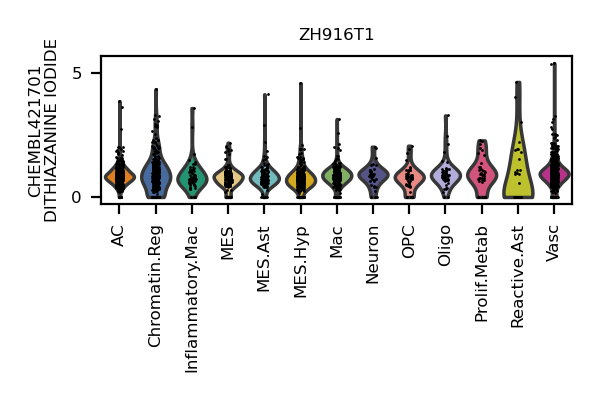 ZH916T1
CHEMBL421701
DITHIAZANINE IODIDE
5
0
AC
Chromatin.Reg
Inflammatory.Mac
MES
MES.Ast
MES.Hyp
Mac
Neuron
OPC
Oligo
Prolif.Metab
Reactive.Ast
Vasc